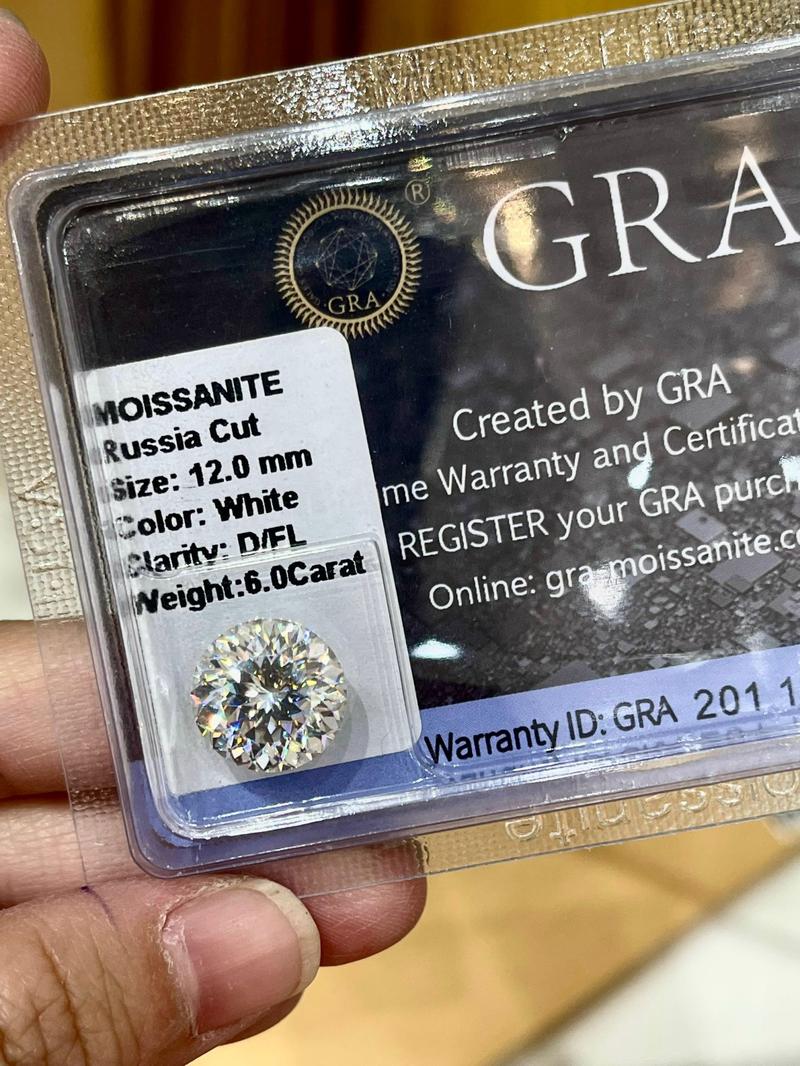 GRA
®
GRA
MOISSANITE
Russia Cut
Size: 12.0 mm
Color: White
Clarity: D/FL
Weight:6.0Carat
Created by GRA
me Warranty and Certificat
REGISTER your GRA purch
Online: gra-moissanite.co
Warranty ID: GRA 201 1